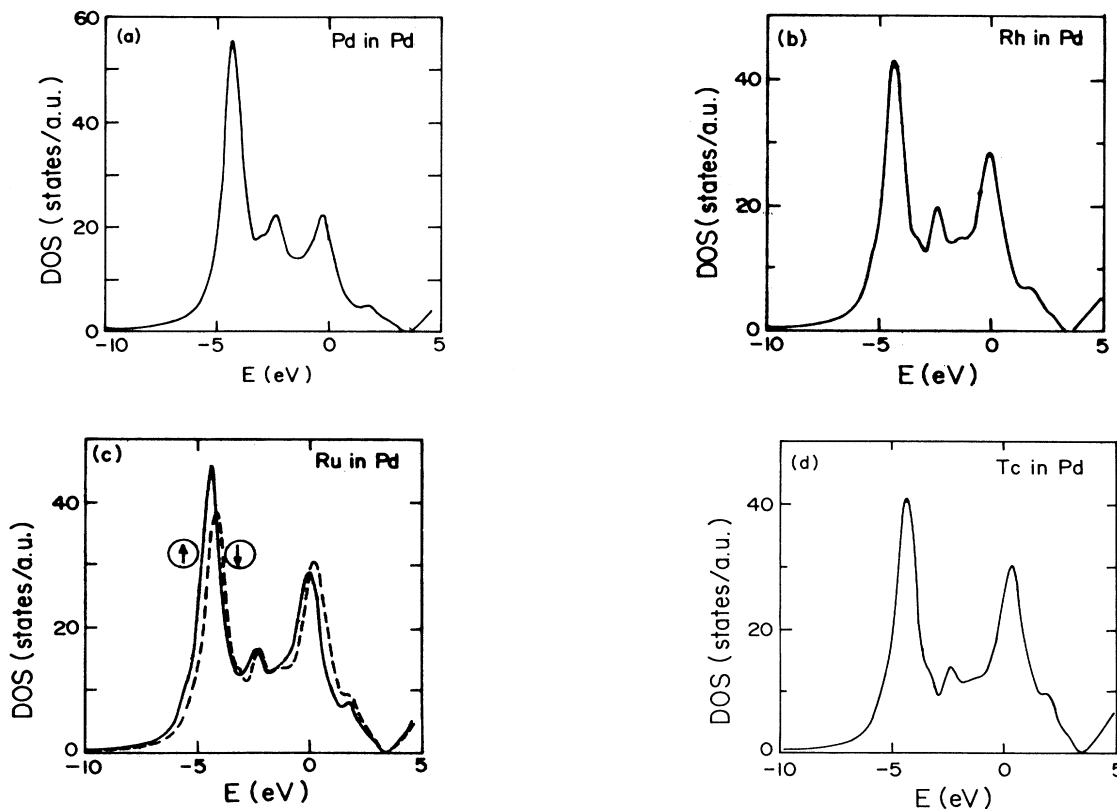 (a) Pd in Pd
60
40
20
0
-10 -5 0 5
E (eV)
DOS (states/a.u.)
(b) Rh in Pd
40
20
0
-10 -5 0 5
E (eV)
DOS (states/a.u.)
(c) Ru in Pd
40
20
0
-10 -5 0 5
E (eV)
DOS (states/a.u.)
(d) Tc in Pd
40
20
0
-10 -5 0 5
E (eV)
DOS (states/a.u.)